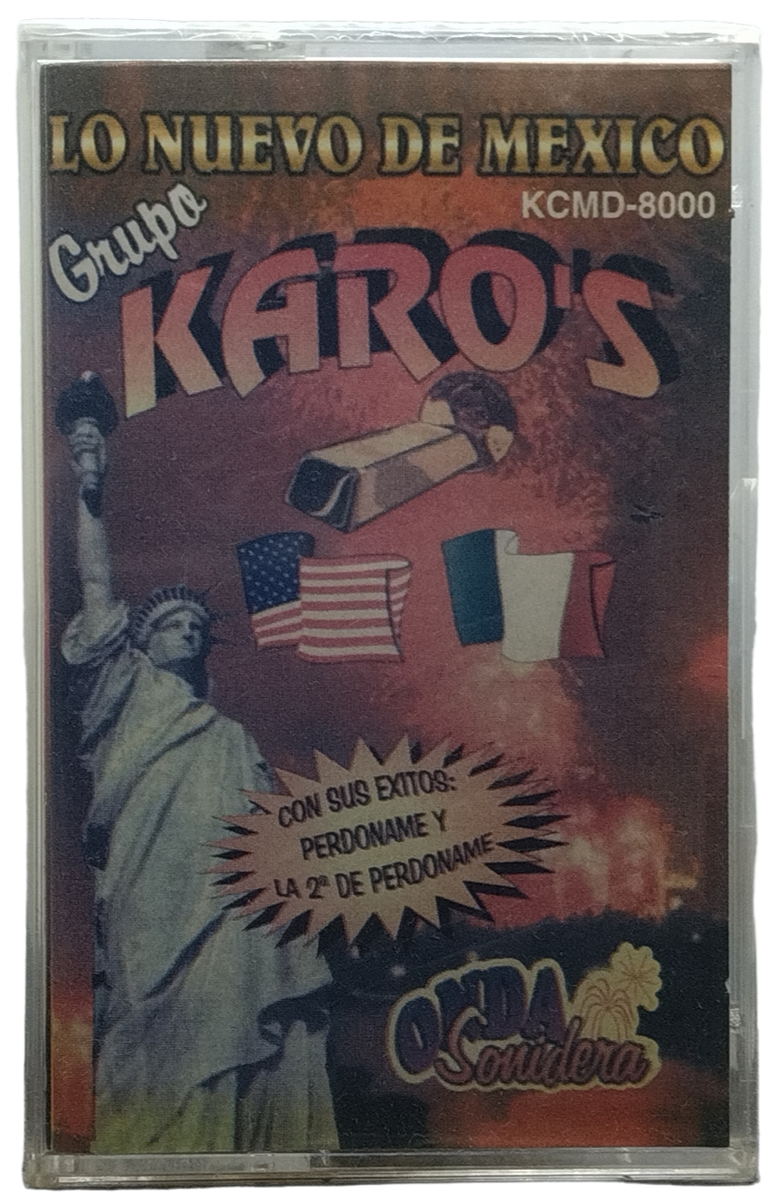 LO NUEVO DE MEXICO
KCMD-8000
Grupo
KARO'S
CON SUS EXITOS:
PERDONAME Y
LA 2ª DE PERDONAME
ONDA
Sonidera